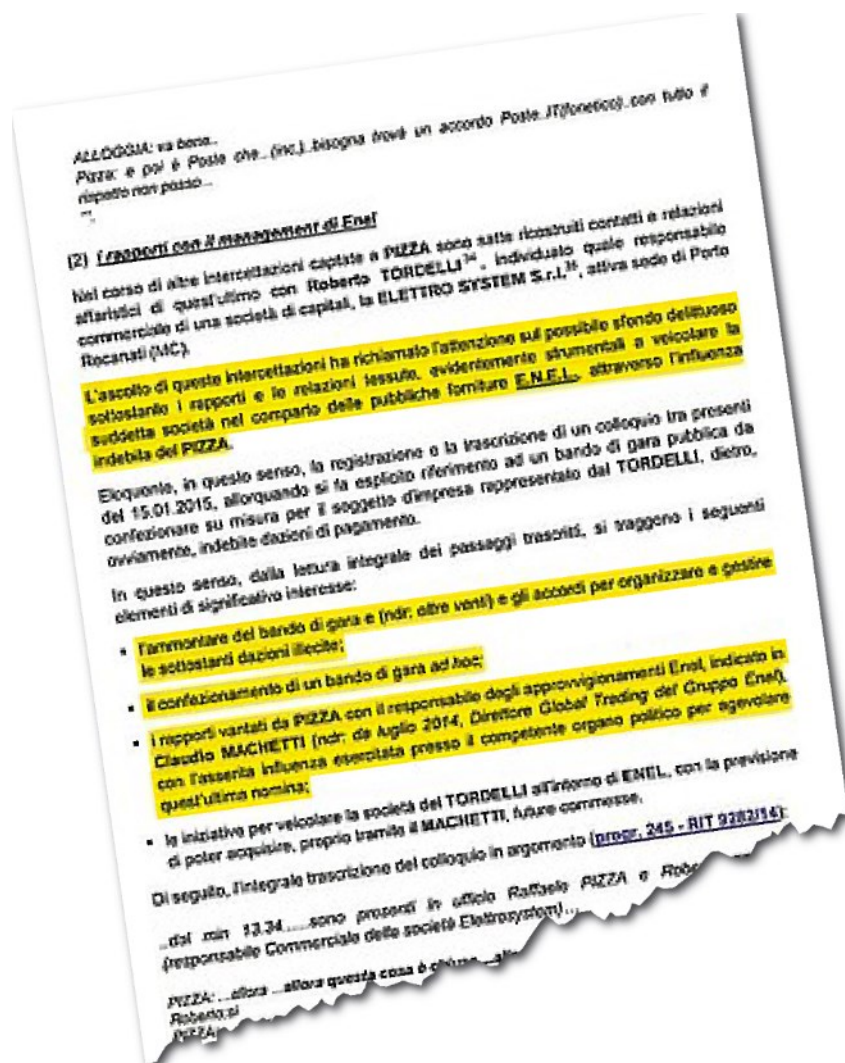 ALLOGGIA: va bene..
Pizza: e poi è Poste che...(inc.)..bisogna trovà un accordo Poste..IT(fonetico)..con tutto il
rispetto non posso...
"".
(2) I rapporti con il management di Enel
Nel corso di altre intercettazioni captate a PIZZA sono satte ricostruiti contatti e relazioni
affaristici di quest'ultimo con Roberto TORDELLI34, individuato quale responsabile
commerciale di una società di capitali, la ELETTRO SYSTEM S.r.l.35, attiva sede di Porto
Recanati (MC).
L'ascolto di queste intercettazioni ha richiamato l'attenzione sul possibile sfondo delittuoso
sottostante i rapporti e le relazioni tessute, evidentemente strumentali a veicolare la
suddetta società nel comparto delle pubbliche forniture E.N.E.L., attraverso l'influenza
indebita del PIZZA.
Eloquente, in questo senso, la registrazione e la trascrizione di un colloquio tra presenti
del 15.01.2015, allorquando si fa esplicito riferimento ad un bando di gara pubblica da
confezionare su misura per il soggetto d'impresa rappresentato dal TORDELLI, dietro,
ovviamente, indebite dazioni di pagamento.
In questo senso, dalla lettura integrale dei passaggi trascritti, si traggono i seguenti
elementi di significativo interesse:
▪ l'ammontare del bando di gara e (ndr: oltre venti) e gli accordi per organizzare e gestire
le sottostanti dazioni illecite;
▪ il confezionamento di un bando di gara ad hoc;
▪ i rapporti vantati da PIZZA con il responsabile degli approvvigionamenti Enel, indicato in
Claudio MACHETTI (ndr: da luglio 2014, Direttore Global Trading del Gruppo Enel),
con l'asserita influenza esercitata presso il competente organo politico per agevolare
quest'ultima nomina;
▪ le iniziative per veicolare la società del TORDELLI all'interno di ENEL, con la previsione
di poter acquisire, proprio tramite il MACHETTI, future commesse.
Di seguito, l'integrale trascrizione del colloquio in argomento (progr. 245 - RIT 9282/14):
..dal min 13.34......sono presenti in ufficio Raffaele PIZZA e
(responsabile Commerciale della società Elettrosystem)....
PIZZA: ...allora ...allora questa cosa è
Roberto:si
PIZZA